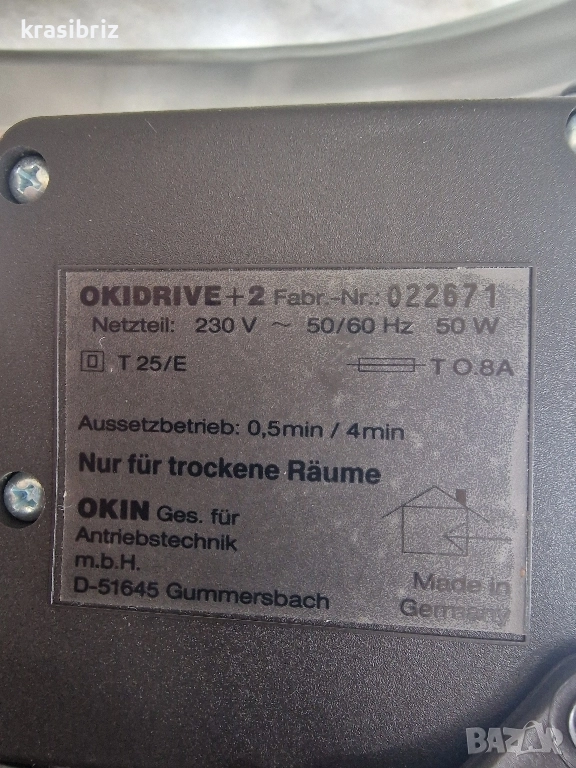 krasibriz
OKIDRIVE+2 Fabr.-Nr.: 022671
Netzteil: 230 V ~ 50/60 Hz 50 W
T 25/E T 0.8A
Aussetzbetrieb: 0,5min / 4min
Nur für trockene Räume
OKIN Ges. für
Antriebstechnik
m.b.H.
D-51645 Gummersbach
Made in
Germany
BAZAR